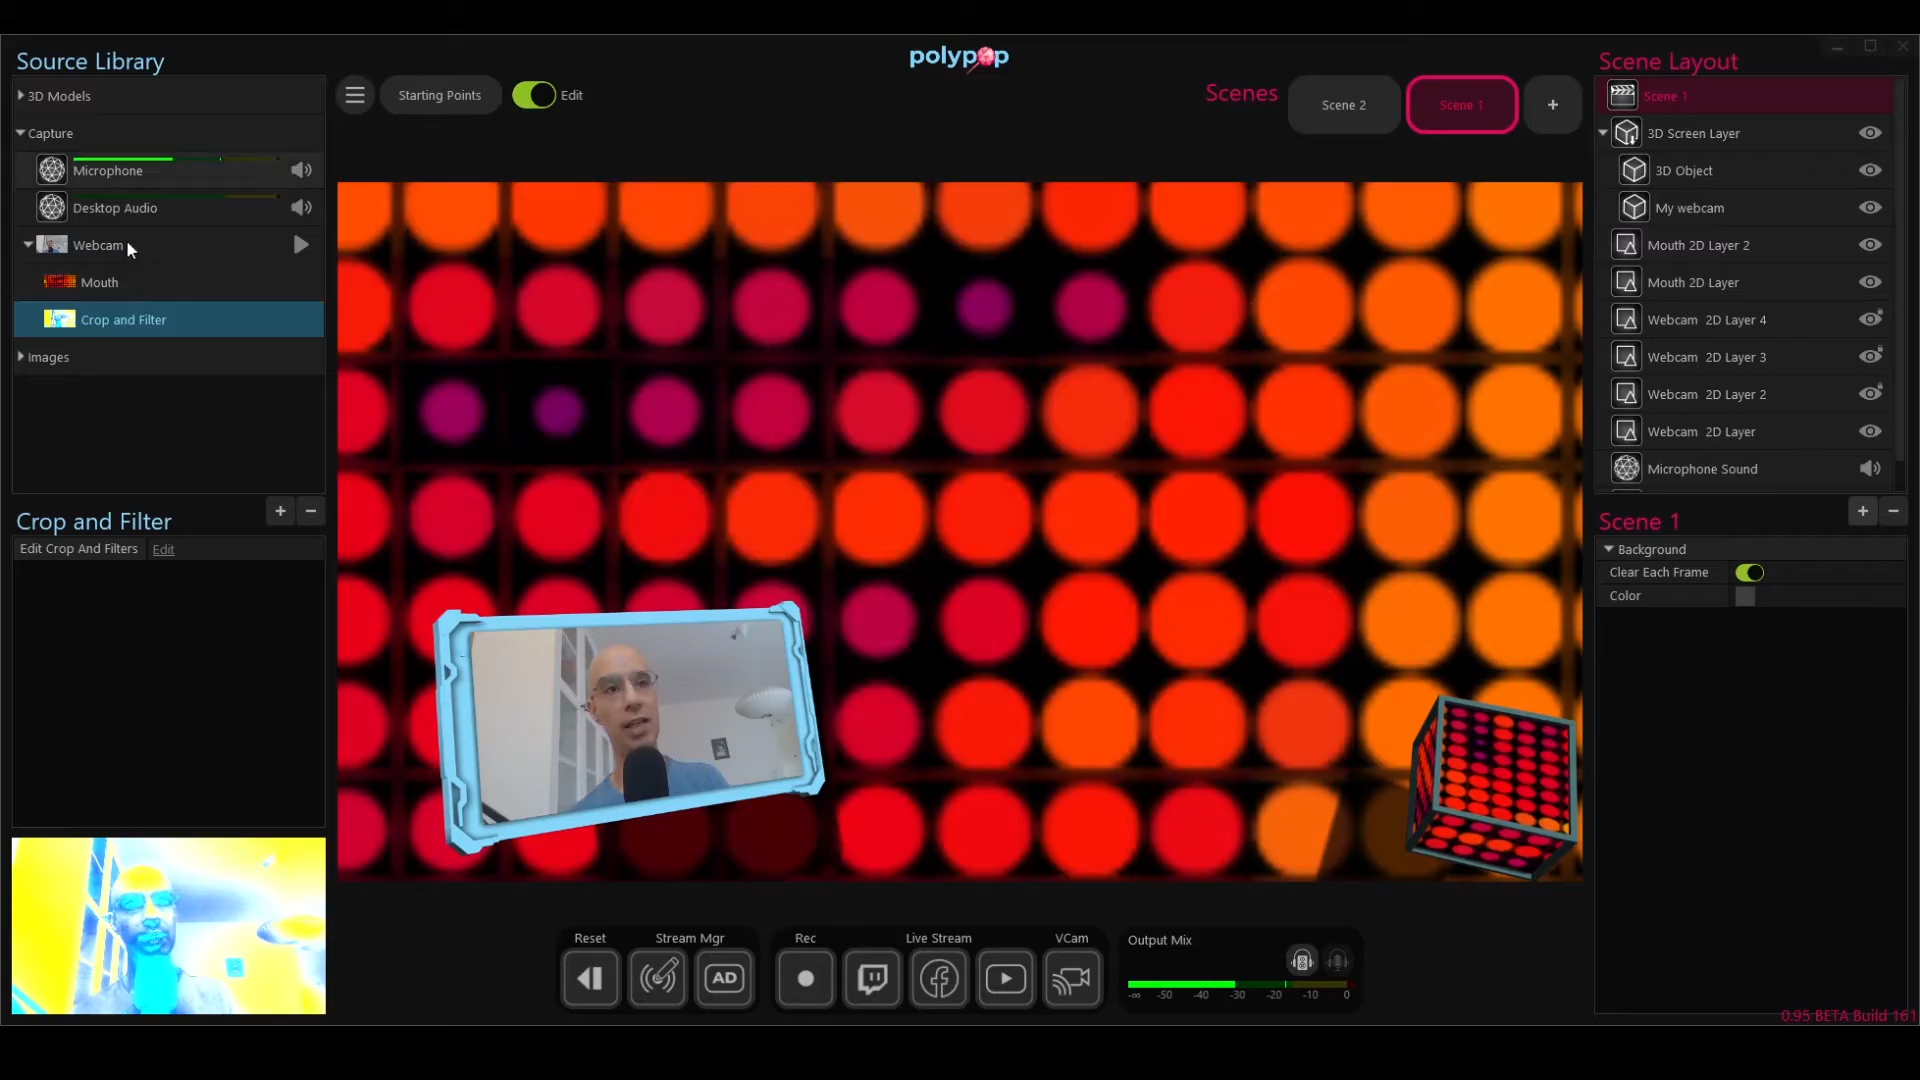 polypop
Source Library
3D Models
Capture
Microphone
Desktop Audio
Webcam
Mouth
Crop and Filter
Images
Starting Points
Edit
Scenes
Scene 2
Scene 1
+
Scene Layout
Scene 1
3D Screen Layer
3D Object
My webcam
Mouth 2D Layer 2
Mouth 2D Layer
Webcam 2D Layer 4
Webcam 2D Layer 3
Webcam 2D Layer 2
Webcam 2D Layer
Microphone Sound
Crop and Filter
+ −
Edit Crop And Filters Edit
Scene 1
+ −
Background
Clear Each Frame
Color
Reset
Stream Mgr
AD
Rec
Live Stream
VCam
Output Mix
-∞ -50 -40 -30 -20 -10 0
0.95 BETA Build 161